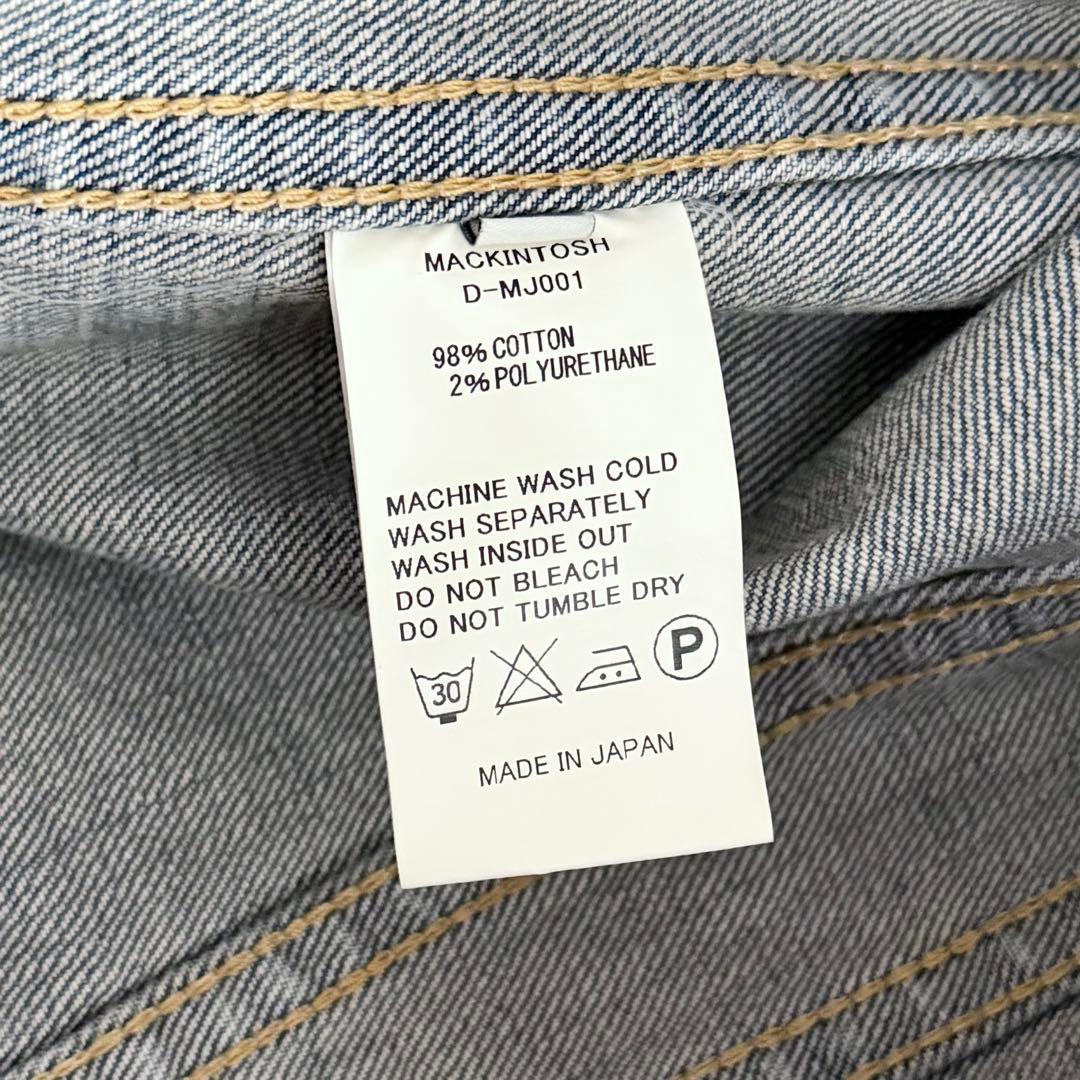 MACKINTOSH
D-MJ001
98% COTTON
2% POLYURETHANE
MACHINE WASH COLD
WASH SEPARATELY
WASH INSIDE OUT
DO NOT BLEACH
DO NOT TUMBLE DRY
30 P
MADE IN JAPAN